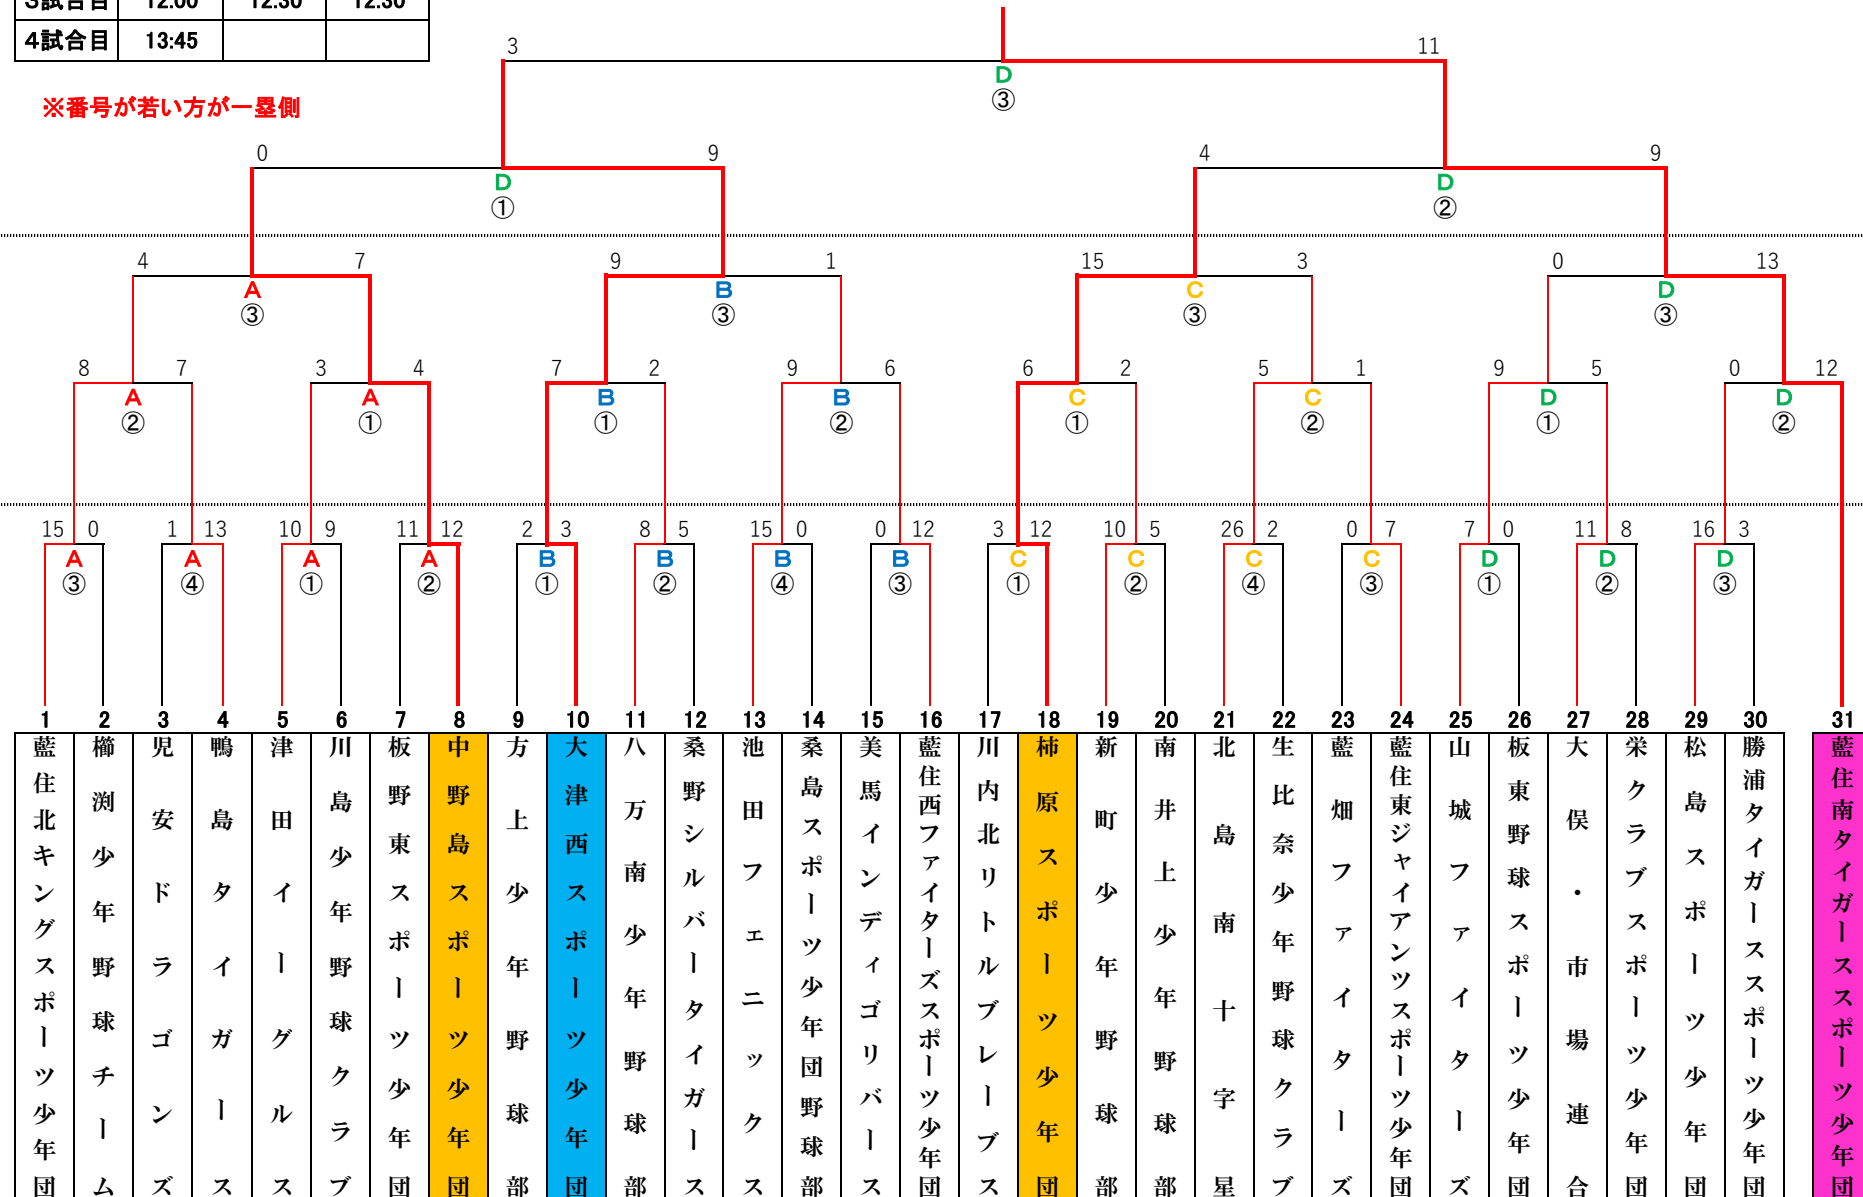 3試合目 12:00 12:30 12:30
4試合目 13:45
3 11
D
③
※番号が若い方が一塁側
0 9 4 9
D D
① ②
4 7 9 1 15 3 0 13
A B C D
③ ③ ③ ③
8 7 3 4 7 2 9 6 6 2 5 1 9 5 0 12
A A B B C C D D
② ① ① ② ① ② ① ②
15 0 1 13 10 9 11 12 2 3 8 5 15 0 0 12 3 12 10 5 26 2 0 7 7 0 11 8 16 3
A A A A B B B B C C C C D D D
③ ④ ① ② ① ② ④ ③ ① ② ④ ③ ① ② ③
1 2 3 4 5 6 7 8 9 10 11 12 13 14 15 16 17 18 19 20 21 22 23 24 25 26 27 28 29 30 31
藍住北キングスポーツ少年団
櫛渕少年野球チーム
児安ドラゴンズ
鴨島タイガース
津田イーグルス
川島少年野球クラブ
板野東スポーツ少年団
中野島スポーツ少年団
方上少年野球部
大津西スポーツ少年団
八万南少年野球部
桑野シルバータイガース
池田フェニックス
桑島スポーツ少年団野球部
美馬インディゴリバース
藍住西ファイターズスポーツ少年団
川内北リトルブレーブス
柿原スポーツ少年団
新町少年野球部
南井上少年野球部
北島南十字星
生比奈少年野球クラブ
藍畑ファイターズ
藍住東ジャイアンツスポーツ少年団
山城ファイターズ
板東野球スポーツ少年団
大俣・市場連合
栄クラブスポーツ少年団
松島スポーツ少年団
勝浦タイガーススポーツ少年団
藍住南タイガーススポーツ少年団